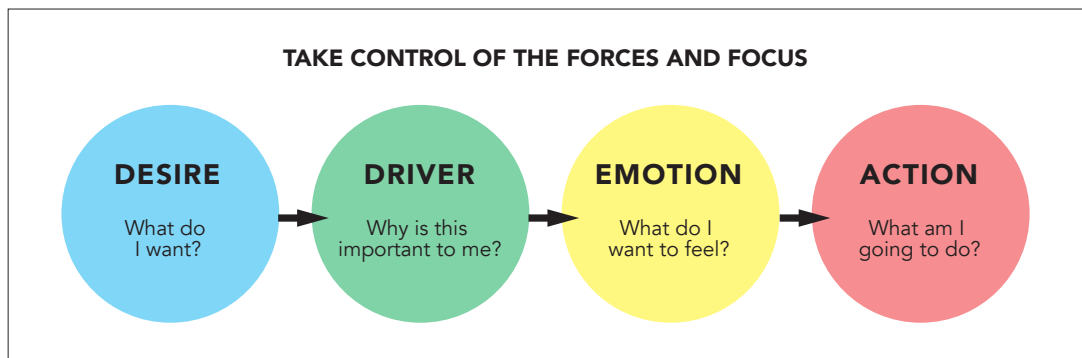 TAKE CONTROL OF THE FORCES AND FOCUS
DESIRE
What do
I want?
DRIVER
Why is this
important to me?
EMOTION
What do I
want to feel?
ACTION
What am I
going to do?